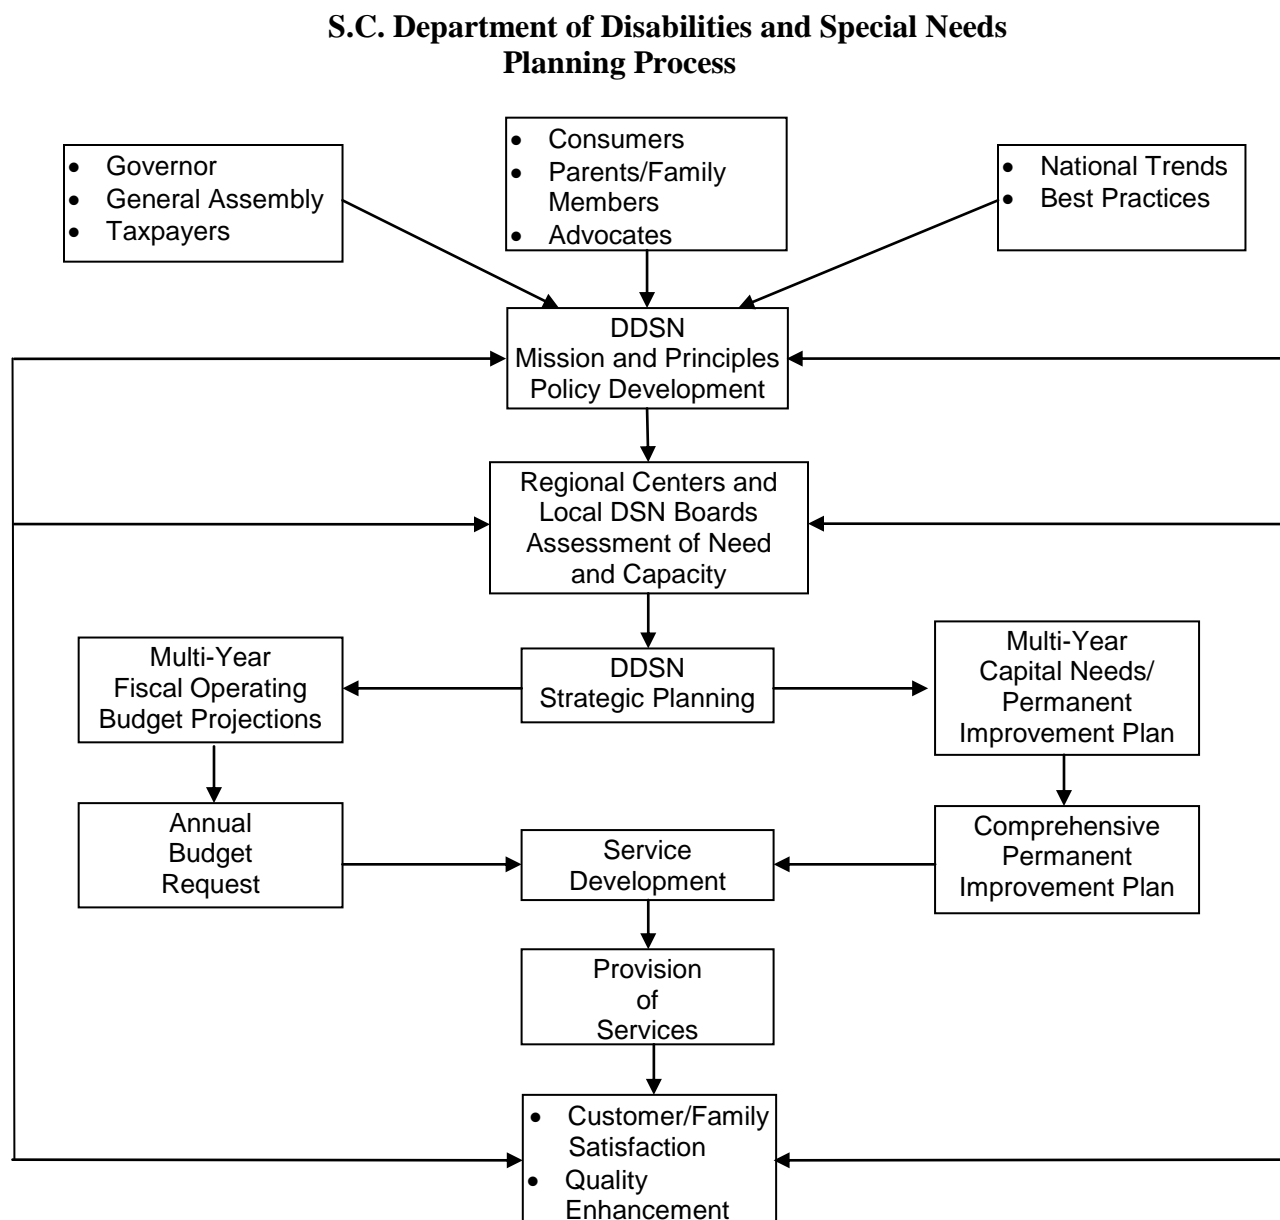 S.C. Department of Disabilities and Special Needs
Planning Process
• Governor
• General Assembly
• Taxpayers
• Consumers
• Parents/Family
Members
• Advocates
• National Trends
• Best Practices
DDSN
Mission and Principles
Policy Development
Regional Centers and
Local DSN Boards
Assessment of Need
and Capacity
Multi-Year
Fiscal Operating
Budget Projections
DDSN
Strategic Planning
Multi-Year
Capital Needs/
Permanent
Improvement Plan
Annual
Budget
Request
Service
Development
Comprehensive
Permanent
Improvement Plan
Provision
of
Services
• Customer/Family
Satisfaction
• Quality
Enhancement